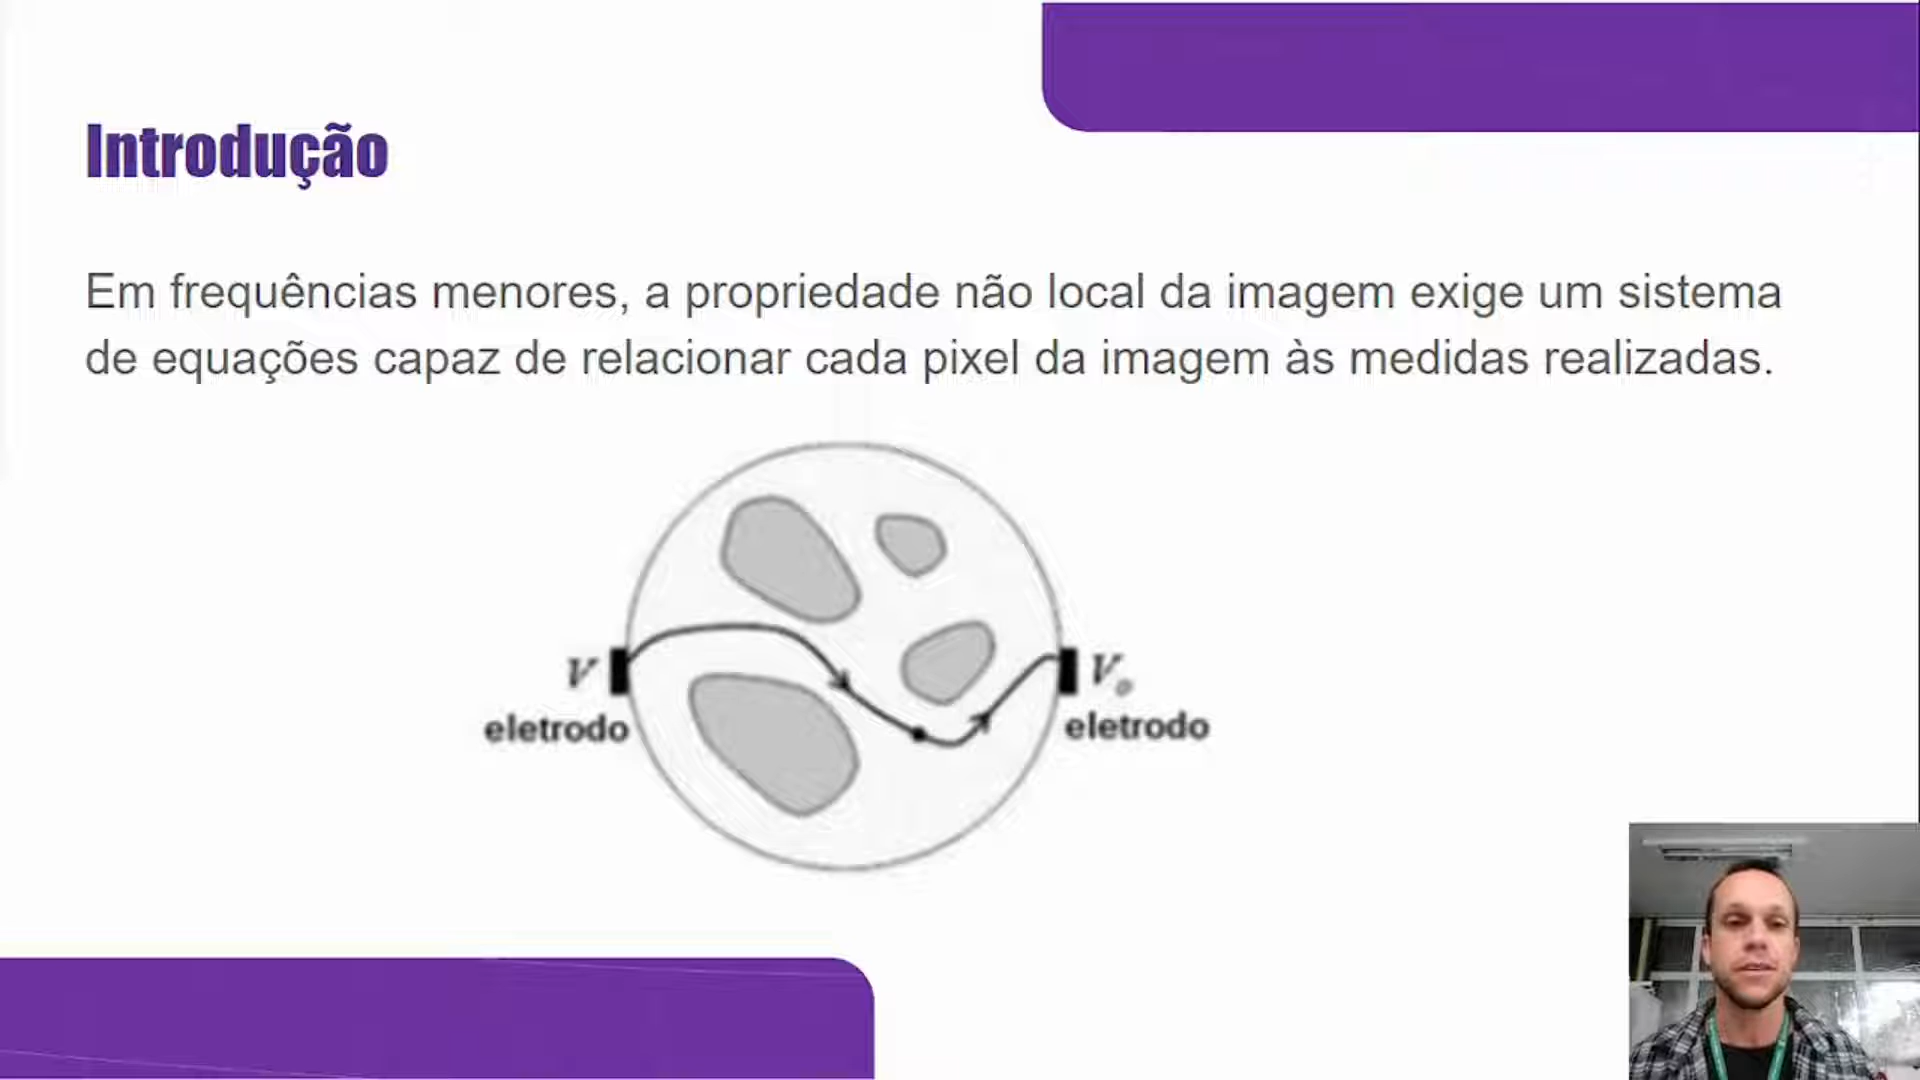 Introdução
Em frequências menores, a propriedade não local da imagem exige um sistema
de equações capaz de relacionar cada pixel da imagem às medidas realizadas.
V
eletrodo
V₀
eletrodo